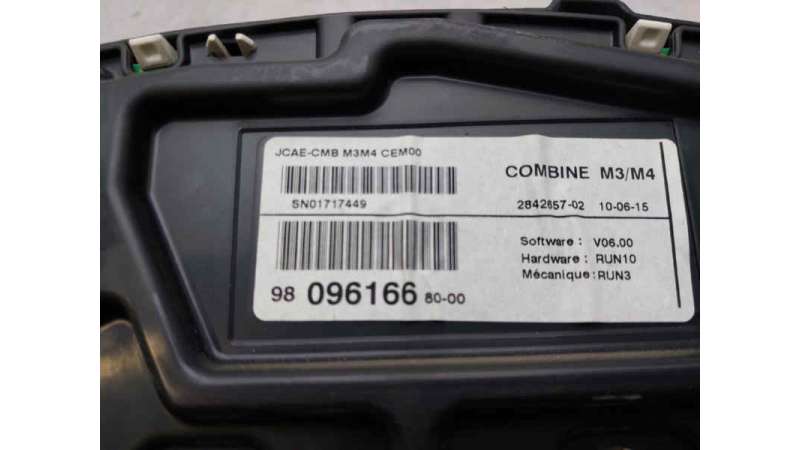 JCAE-CMB M3M4 CEM00
SN01717449
98 096166 80-00
COMBINE M3/M4
2842657-02 10-06-15
Software: V06.00
Hardware: RUN10
Mécanique: RUN3